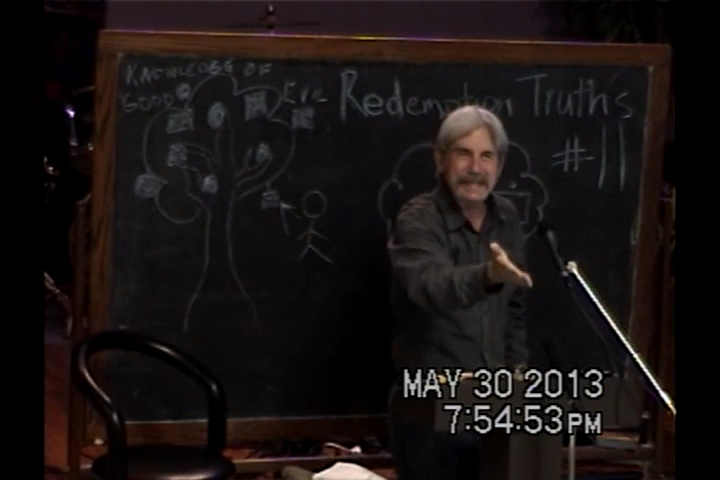 KNOWLEDGE OF
GOOD
Redemption Truths
#11
MAY 30 2013
7:54:53PM